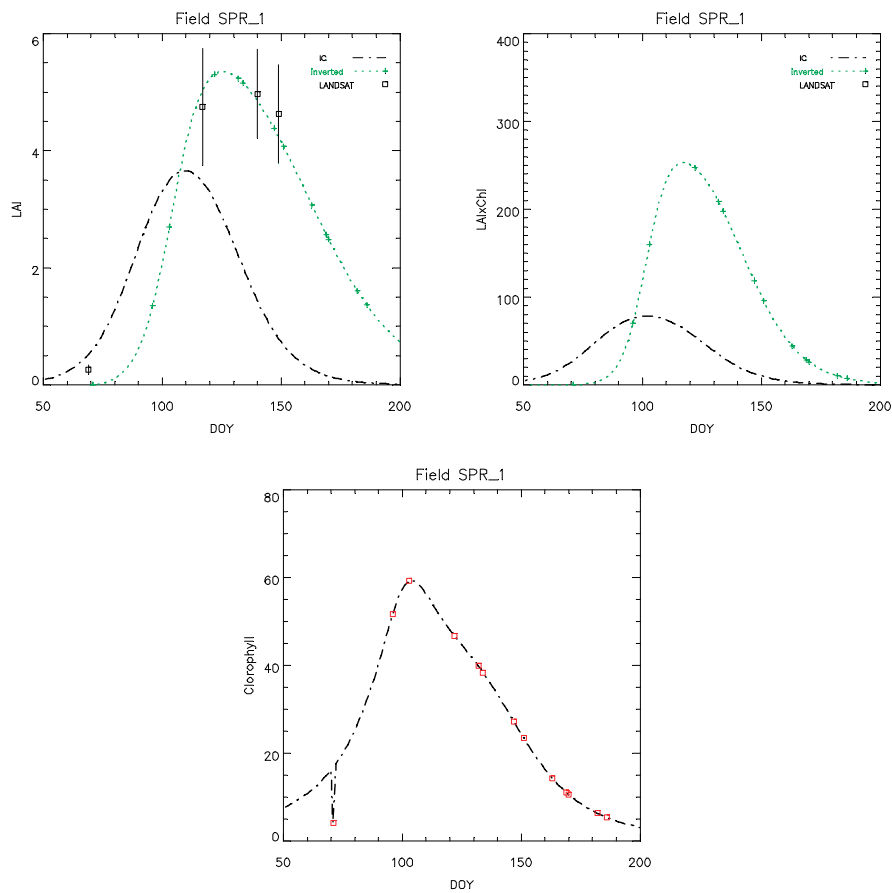 Field SPR_1
6
4
2
0
LAI
IC
Inverted
LANDSAT
50 100 150 200
DOY
Field SPR_1
400
300
200
100
0
LAIxChl
IC
Inverted
LANDSAT
50 100 150 200
DOY
Field SPR_1
80
60
40
20
0
Clorophyll
50 100 150 200
DOY